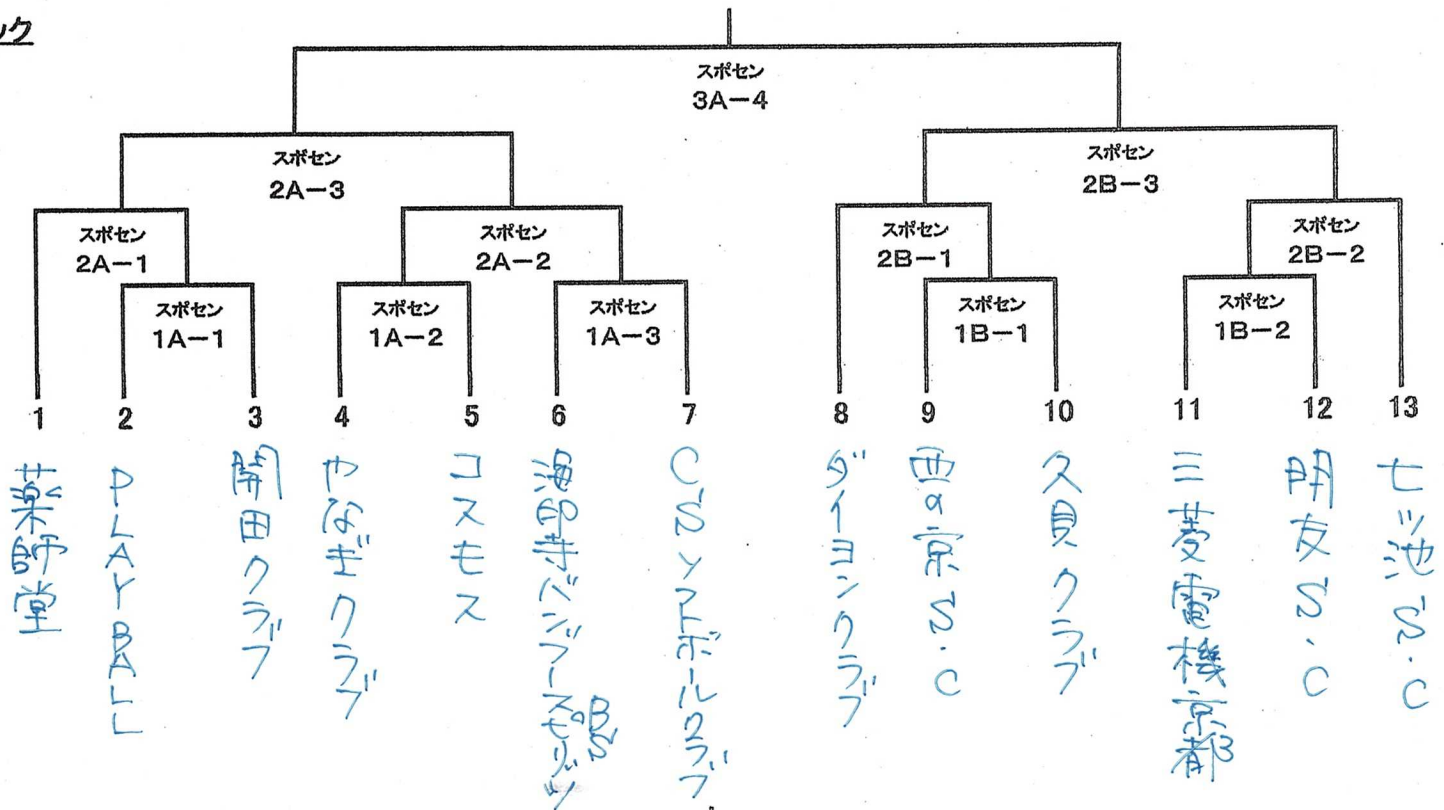 ック
スポセン
3A－4
スポセン
2A－3
スポセン
2B－3
スポセン
2A－1
スポセン
2A－2
スポセン
2B－1
スポセン
2B－2
スポセン
1A－1
スポセン
1A－2
スポセン
1A－3
スポセン
1B－1
スポセン
1B－2
1
2
3
4
5
6
7
8
9
10
11
12
13
薬師堂
PLAYBALL
開田クラブ
やなぎクラブ
コスモス
海印寺バンブース
BS
CSソフトボールクラブ
ダイヨンクラブ
西の京S.C
久貝クラブ
三菱電機京都
明友S.C
七ツ池S.C